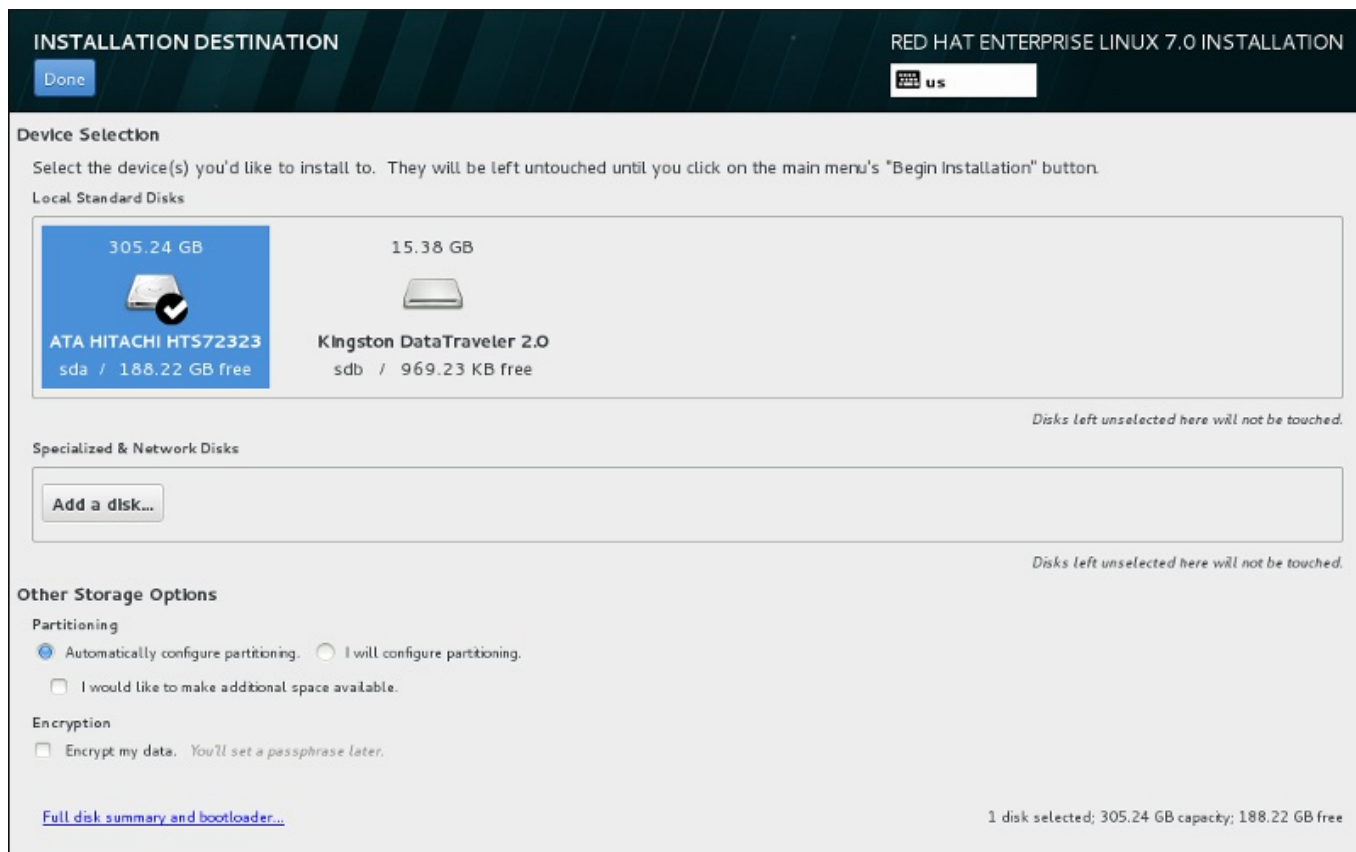 INSTALLATION DESTINATION
RED HAT ENTERPRISE LINUX 7.0 INSTALLATION
Done
us
Device Selection
Select the device(s) you'd like to install to. They will be left untouched until you click on the main menu's "Begin Installation" button.
Local Standard Disks
305.24 GB
ATA HITACHI HTS72323
sda / 188.22 GB free
15.38 GB
Kingston DataTraveler 2.0
sdb / 969.23 KB free
Disks left unselected here will not be touched.
Specialized & Network Disks
Add a disk...
Disks left unselected here will not be touched.
Other Storage Options
Partitioning
Automatically configure partitioning. I will configure partitioning.
I would like to make additional space available.
Encryption
Encrypt my data. You'll set a passphrase later.
Full disk summary and bootloader...
1 disk selected; 305.24 GB capacity; 188.22 GB free